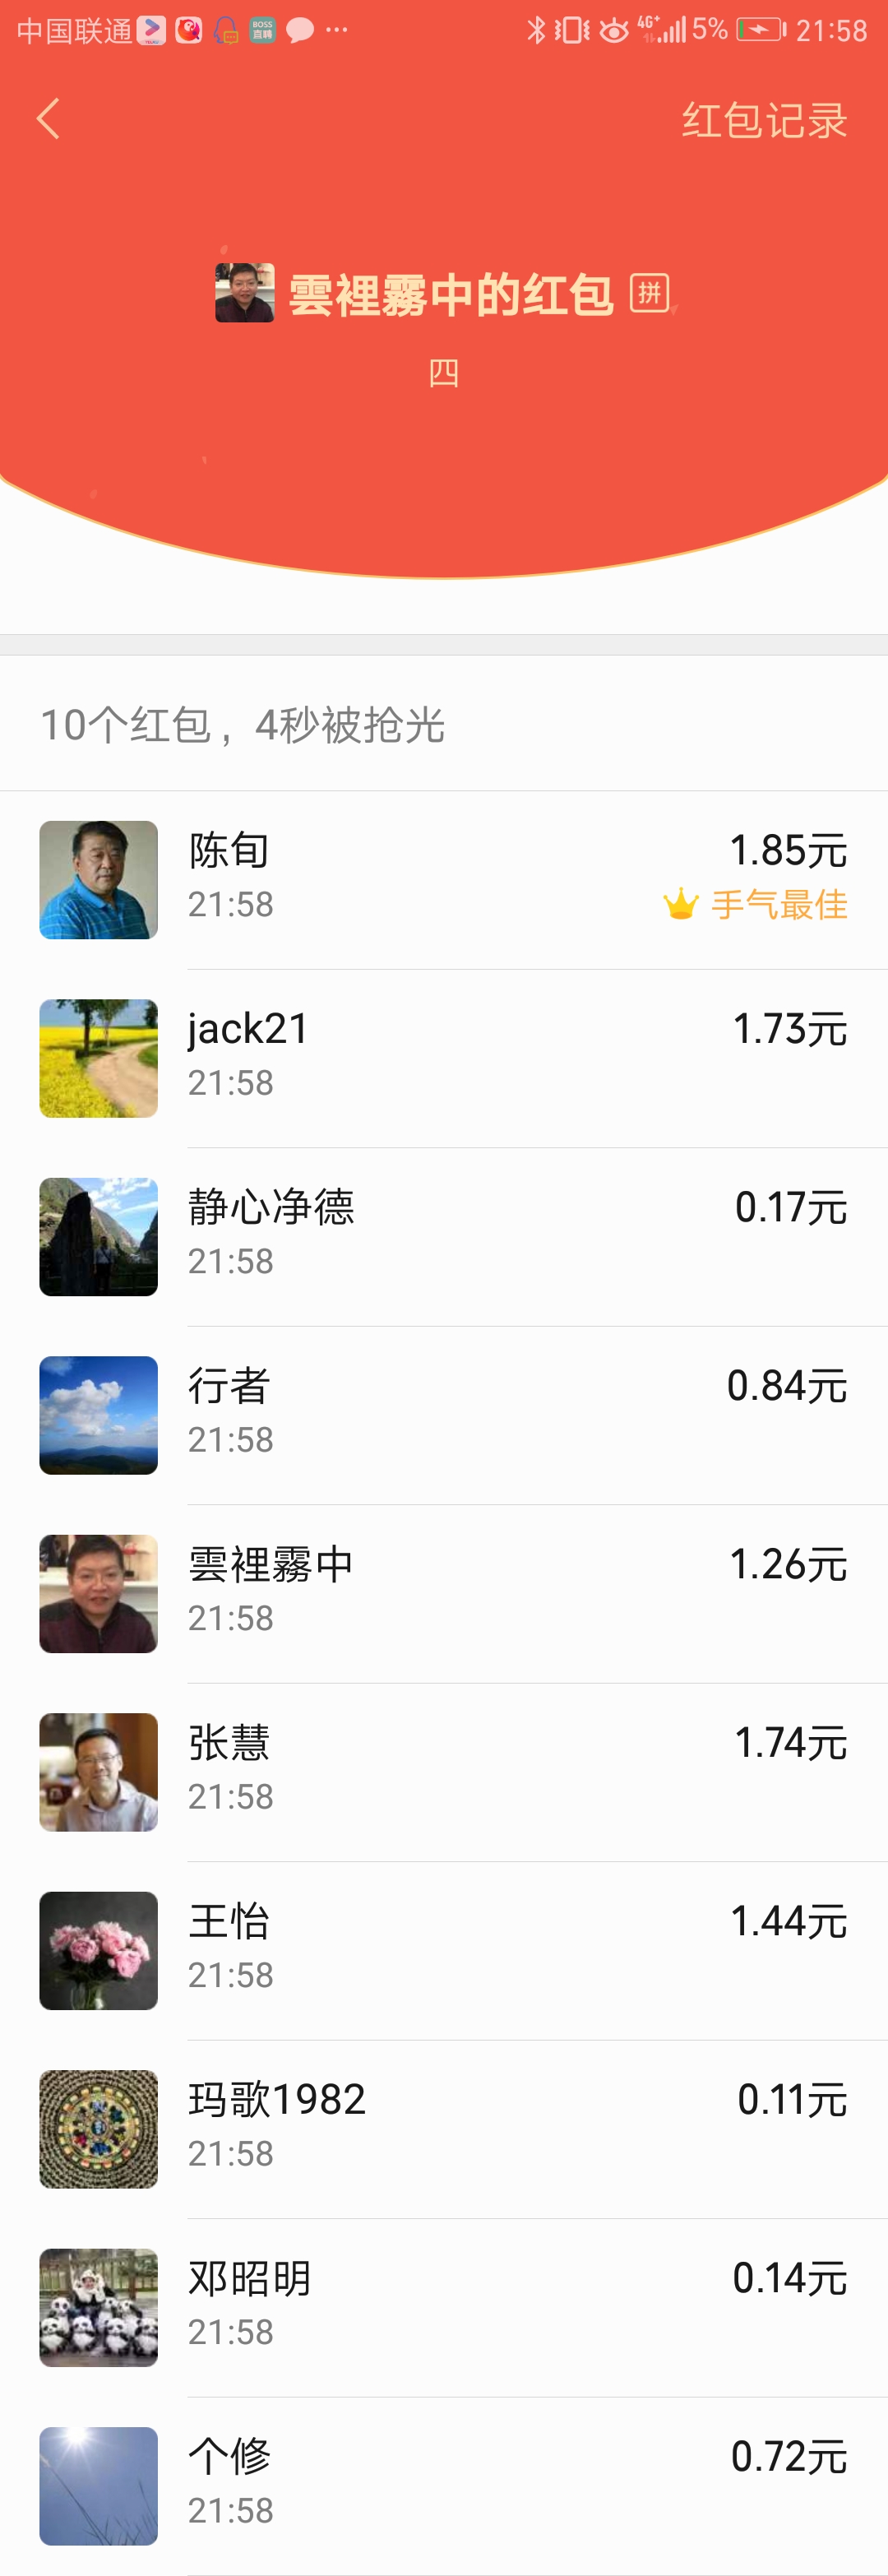 中国联通 BOSS 直聘 ··· 4G+ 5% 21:58
红包记录
雲裡霧中的红包 拼
四
10个红包，4秒被抢光
陈旬 1.85元
21:58 手气最佳
jack21 1.73元
21:58
静心净德 0.17元
21:58
行者 0.84元
21:58
雲裡霧中 1.26元
21:58
张慧 1.74元
21:58
王怡 1.44元
21:58
玛歌1982 0.11元
21:58
邓昭明 0.14元
21:58
个修 0.72元
21:58